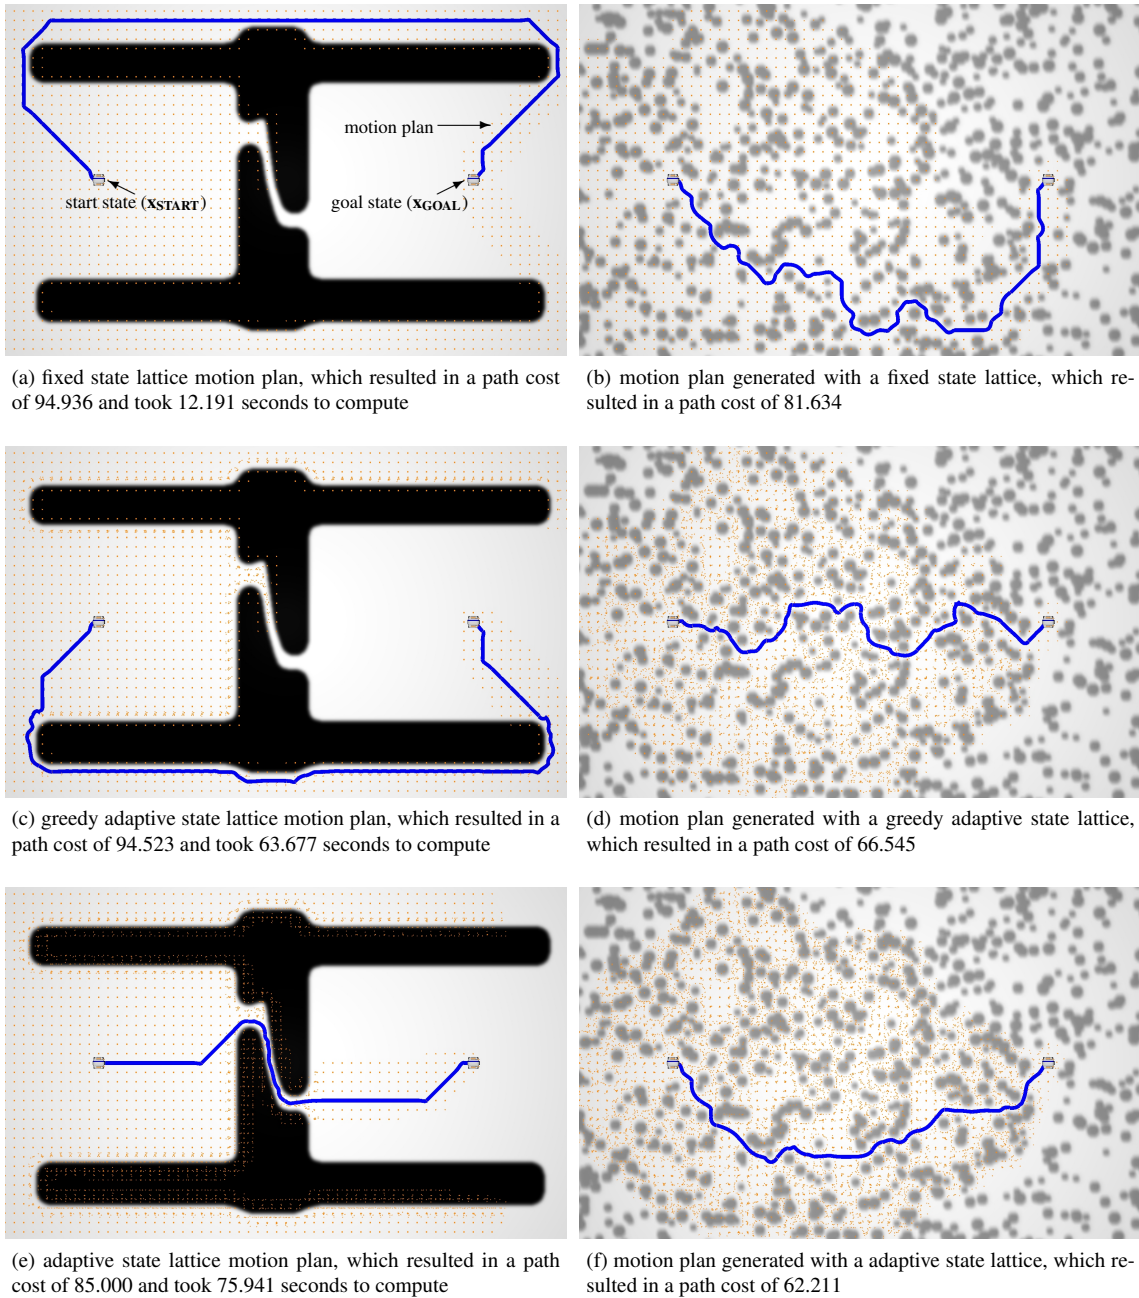 motion plan
start state (xSTART)
goal state (xGOAL)
(a) fixed state lattice motion plan, which resulted in a path cost
of 94.936 and took 12.191 seconds to compute
(b) motion plan generated with a fixed state lattice, which re-
sulted in a path cost of 81.634
(c) greedy adaptive state lattice motion plan, which resulted in a
path cost of 94.523 and took 63.677 seconds to compute
(d) motion plan generated with a greedy adaptive state lattice,
which resulted in a path cost of 66.545
(e) adaptive state lattice motion plan, which resulted in a path
cost of 85.000 and took 75.941 seconds to compute
(f) motion plan generated with a adaptive state lattice, which re-
sulted in a path cost of 62.211